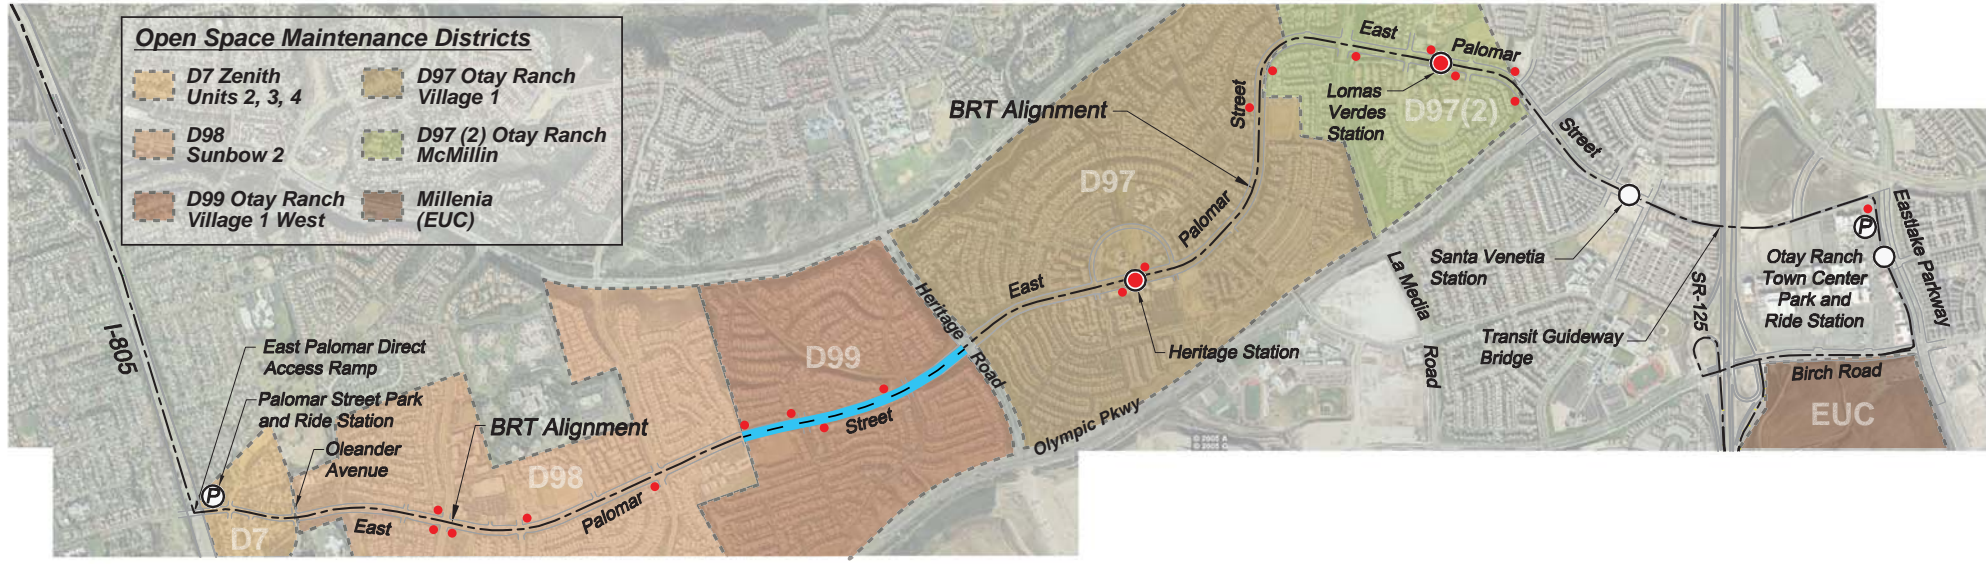 Open Space Maintenance Districts
D7 Zenith
Units 2, 3, 4
D97 Otay Ranch
Village 1
D98
Sunbow 2
D97 (2) Otay Ranch
McMillin
D99 Otay Ranch
Village 1 West
Millenia
(EUC)
I-805
East Palomar Direct
Access Ramp
Palomar Street Park
and Ride Station
Oleander
Avenue
P
D7
East
BRT Alignment
D98
Palomar
D99
Street
Heritage
Road
East
D97
Palomar
Street
BRT Alignment
Heritage Station
Olympic Pkwy
East
Palomar
Lomas
Verdes
Station
D97(2)
Street
La Media
Road
Santa Venetia
Station
Transit Guideway
Bridge
SR-125
P
Otay Ranch
Town Center
Park and
Ride Station
Eastlake Parkway
Birch Road
EUC
© 2005 A
© 2005 C